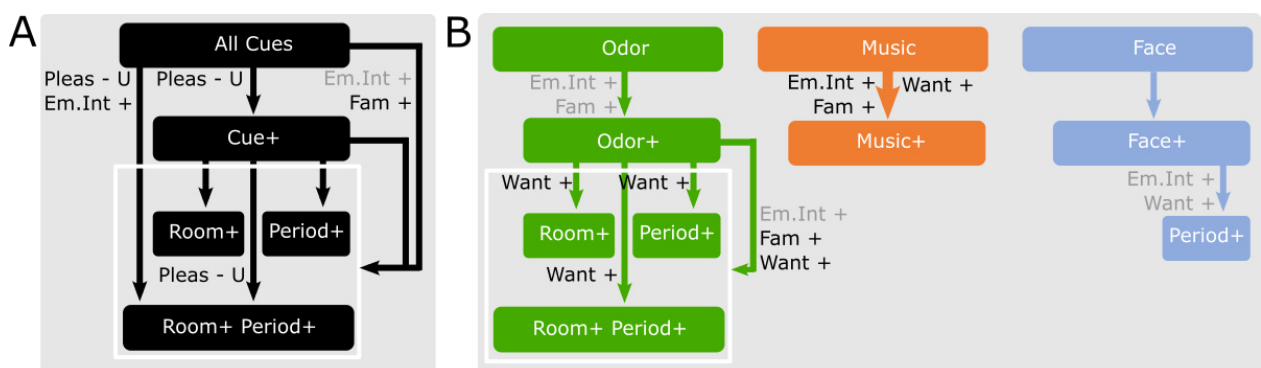 A
All Cues
Pleas - U
Em.Int +
Pleas - U
Em.Int +
Fam +
Cue+
Room+
Period+
Pleas - U
Room+ Period+
B
Odor
Em.Int +
Fam +
Odor+
Want +
Want +
Room+
Period+
Em.Int +
Fam +
Want +
Want +
Room+ Period+
Music
Em.Int +
Fam +
Want +
Music+
Face
Face+
Em.Int +
Want +
Period+